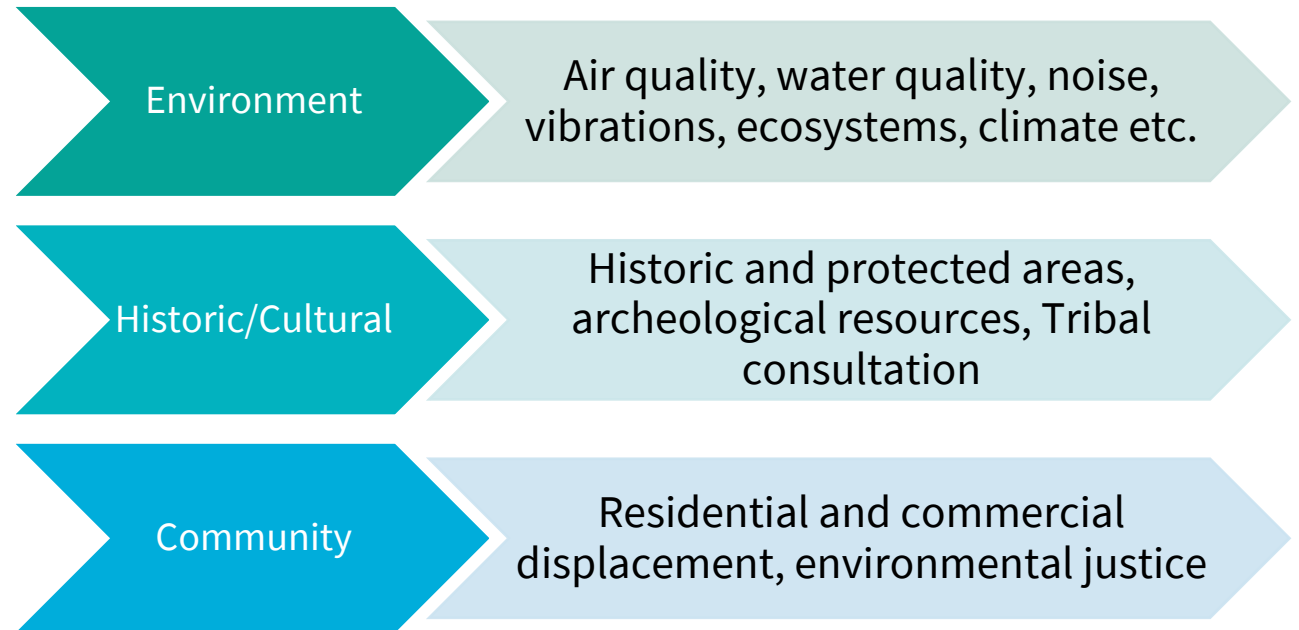 Environment
Air quality, water quality, noise,
vibrations, ecosystems, climate etc.
Historic/Cultural
Historic and protected areas,
archeological resources, Tribal
consultation
Community
Residential and commercial
displacement, environmental justice